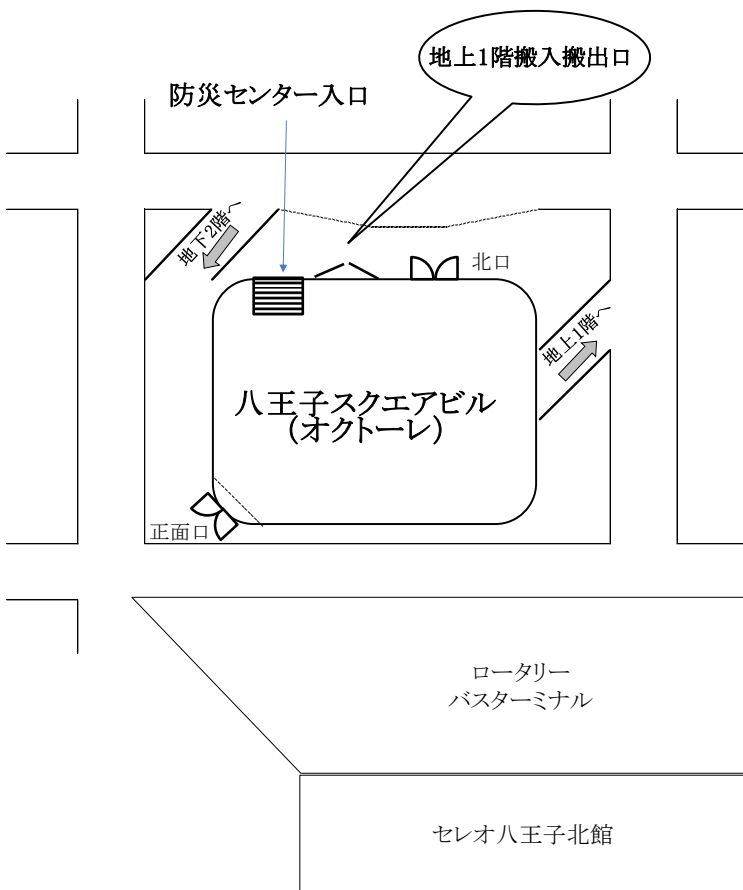 地上1階搬入搬出口
防災センター入口
地下2階へ
北口
地上1階へ
八王子スクエアビル
(オクトーレ)
正面口
ロータリー
バスターミナル
セレオ八王子北館